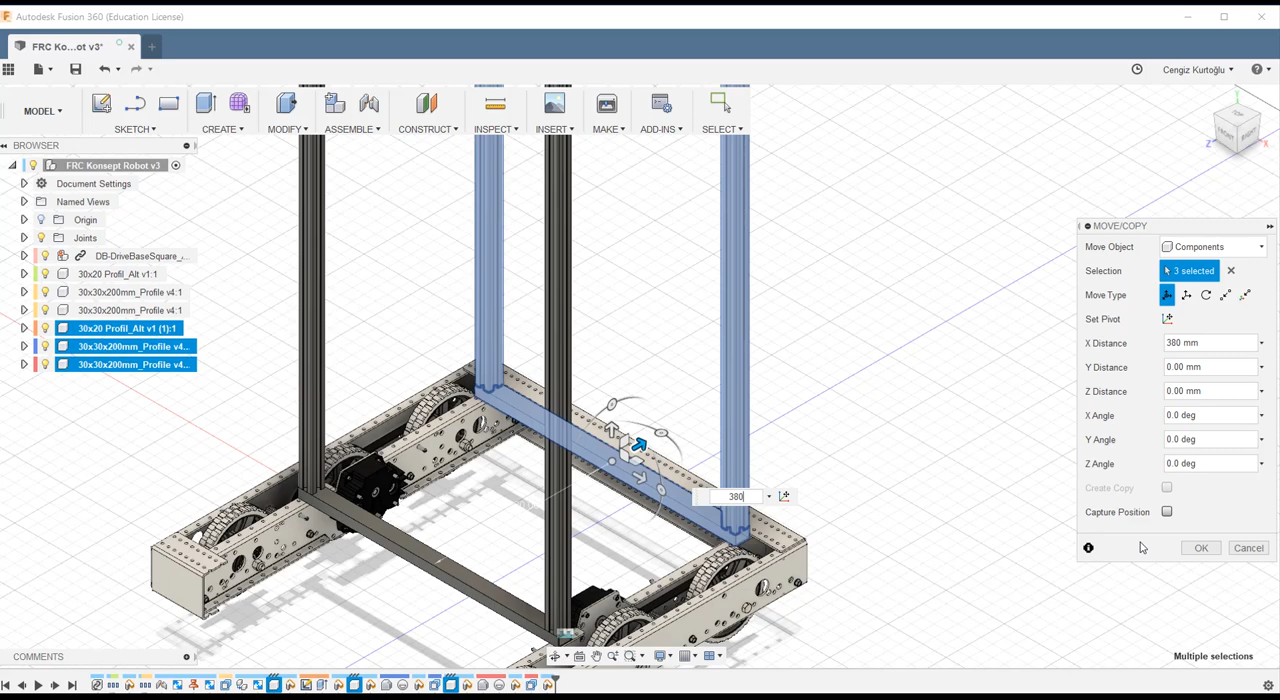 Autodesk Fusion 360 (Education License)
FRC Ko...ot v3*
Cengiz Kurtoğlu
MODEL
SKETCH
CREATE
MODIFY
ASSEMBLE
CONSTRUCT
INSPECT
INSERT
MAKE
ADD-INS
SELECT
TOP
FRONT
RIGHT
Y
Z
X
BROWSER
FRC Konsept Robot v3
Document Settings
Named Views
Origin
Joints
DB-DriveBaseSquare_...
30x20 Profil_Alt v1:1
30x30x200mm_Profile v4:1
30x30x200mm_Profile v4:1
30x20 Profil_Alt v1 (1):1
30x30x200mm_Profile v4...
30x30x200mm_Profile v4...
MOVE/COPY
Move Object Components
Selection 3 selected
Move Type
Set Pivot
X Distance 380 mm
Y Distance 0.00 mm
Z Distance 0.00 mm
X Angle 0.0 deg
Y Angle 0.0 deg
Z Angle 0.0 deg
Create Copy
Capture Position
OK Cancel
380
COMMENTS
Multiple selections